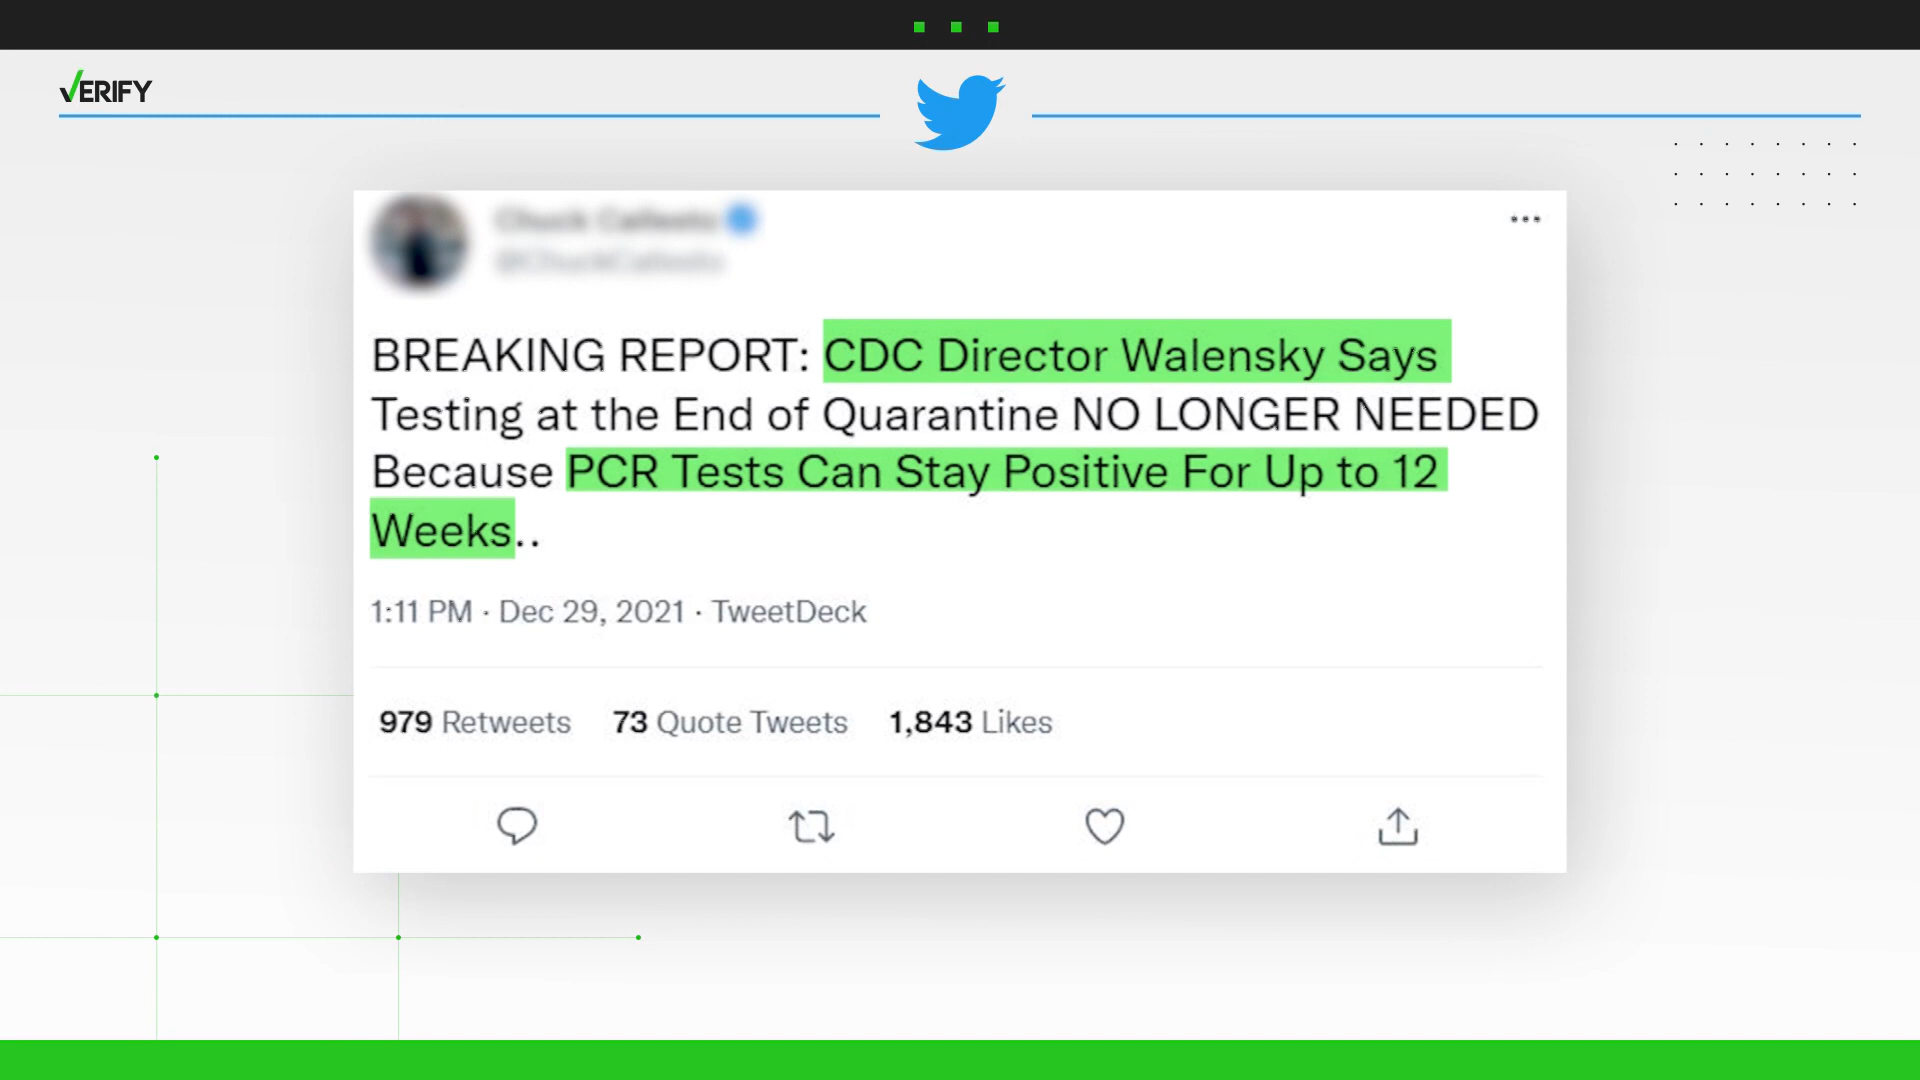 VERIFY
BREAKING REPORT: CDC Director Walensky Says
Testing at the End of Quarantine NO LONGER NEEDED
Because PCR Tests Can Stay Positive For Up to 12
Weeks..
1:11 PM · Dec 29, 2021 · TweetDeck
979 Retweets 73 Quote Tweets 1,843 Likes